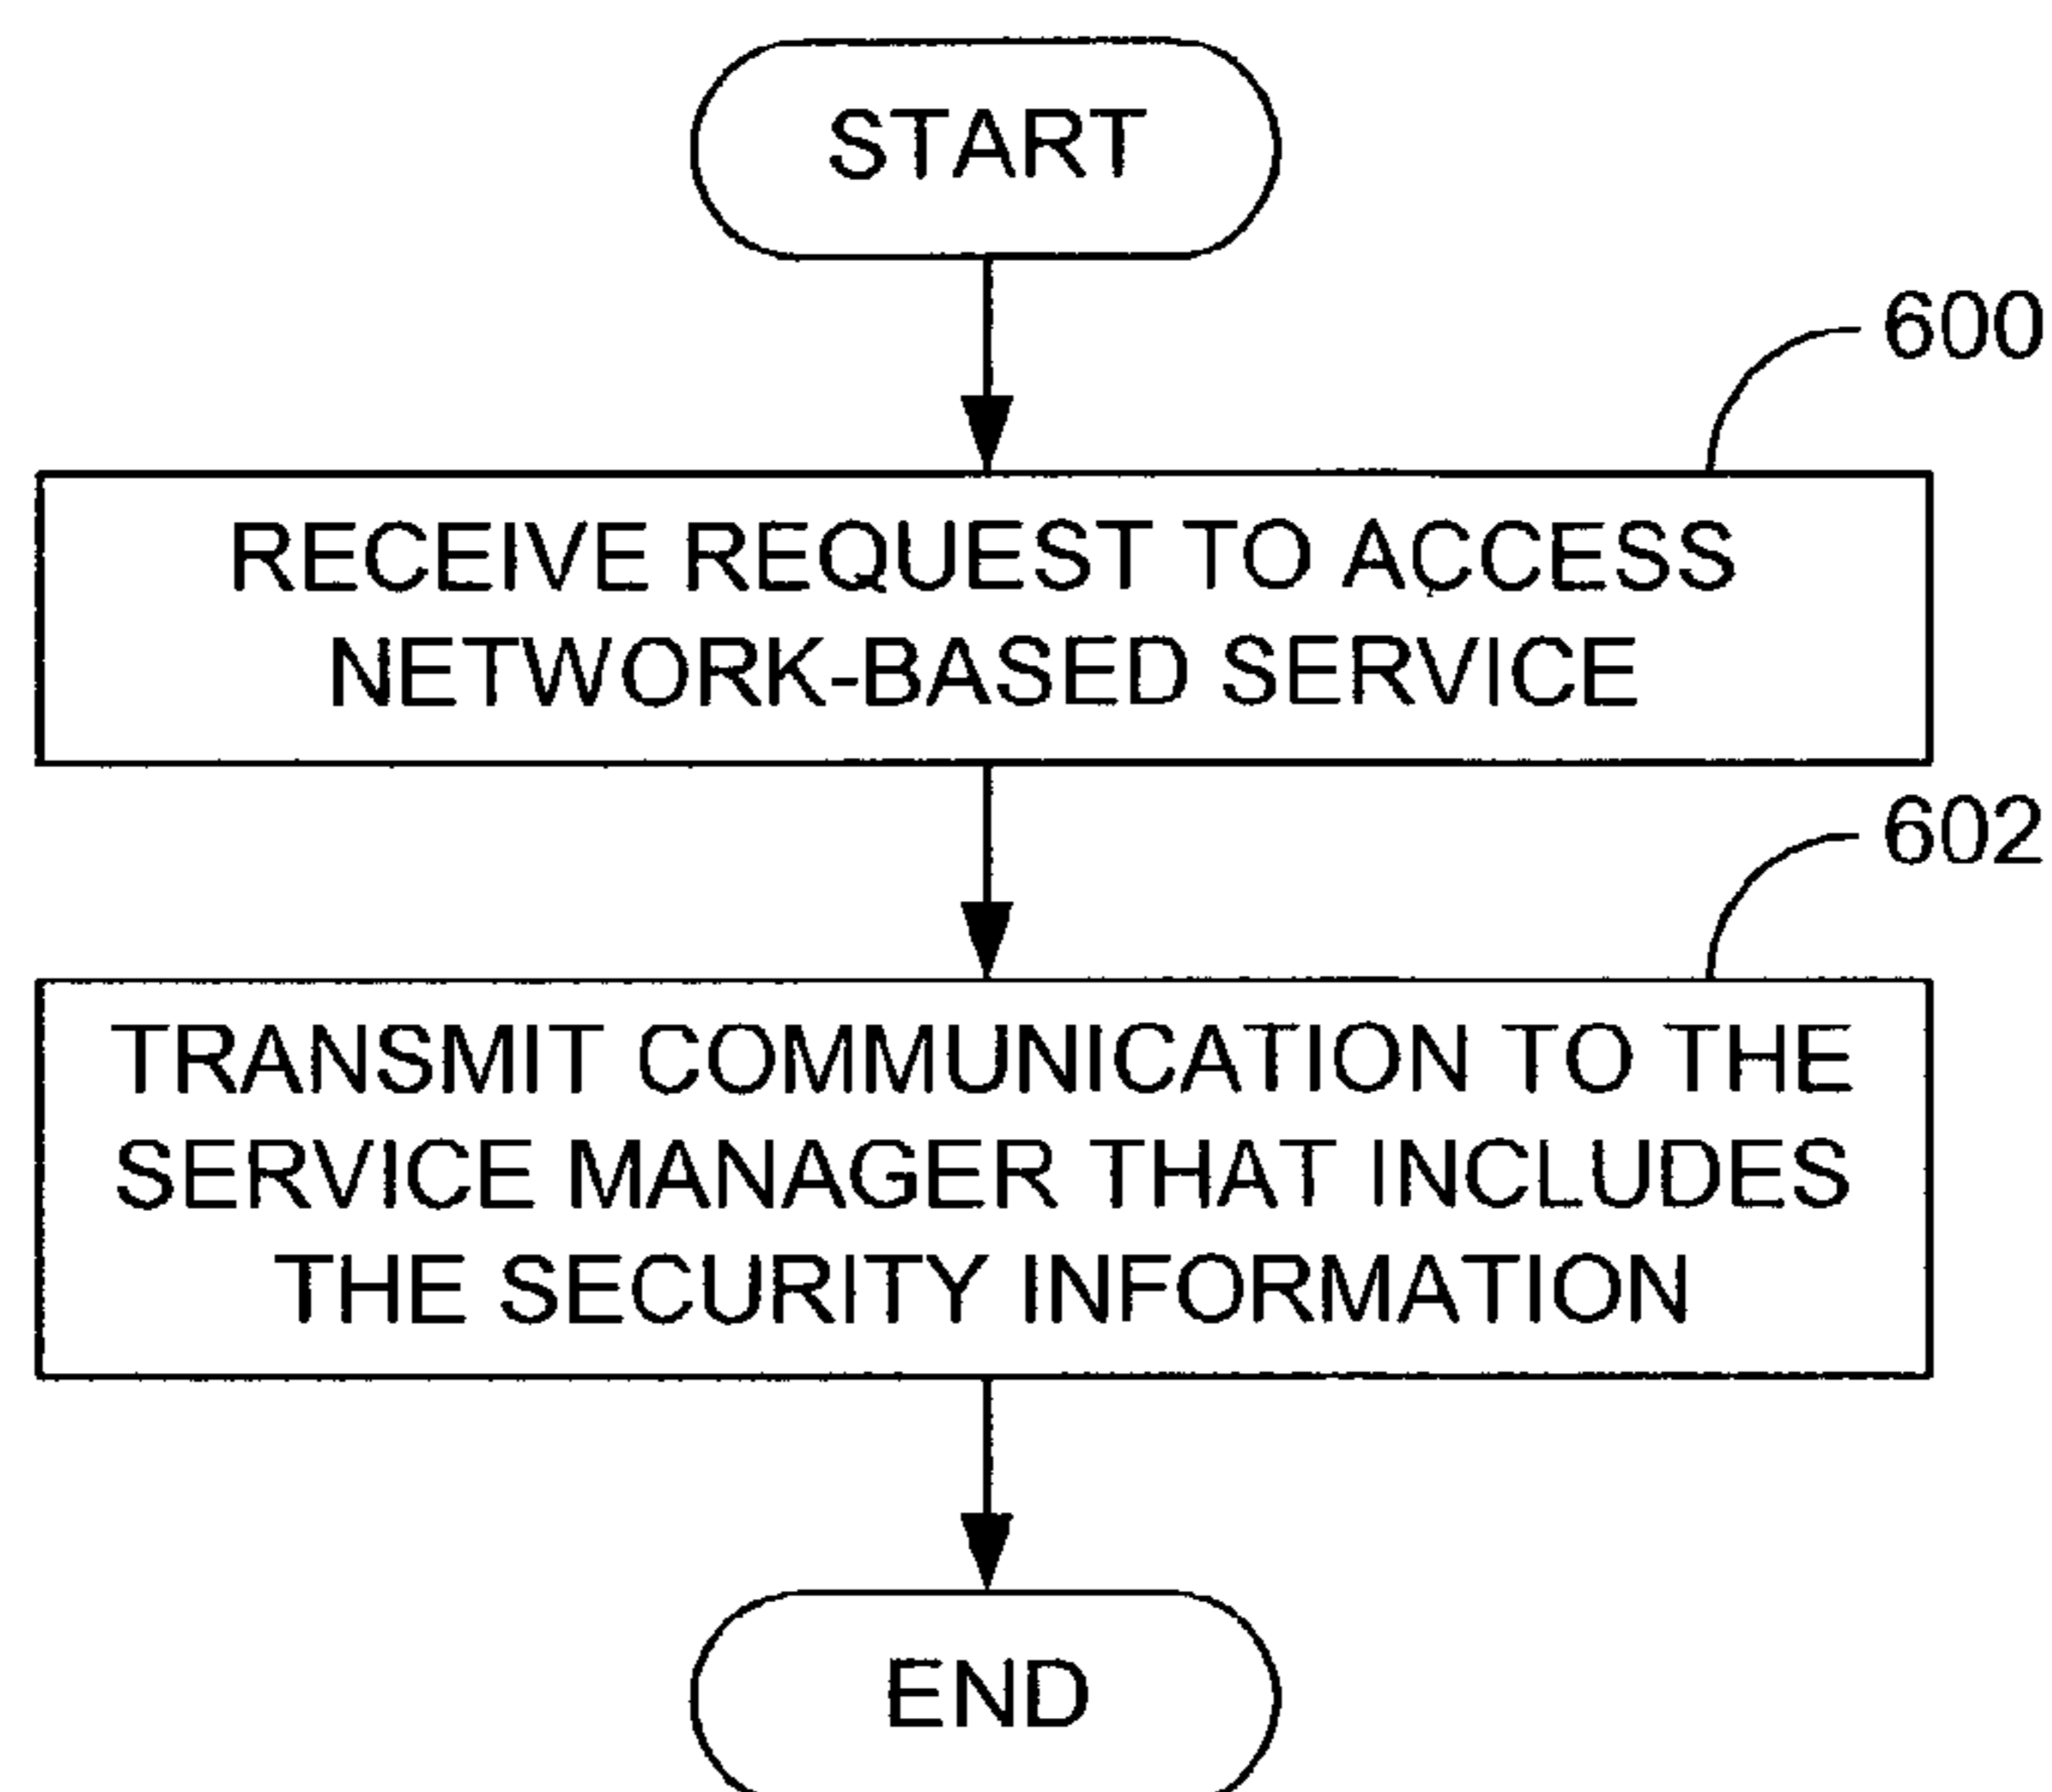 START
600
RECEIVE REQUEST TO ACCESS
NETWORK-BASED SERVICE
602
TRANSMIT COMMUNICATION TO THE
SERVICE MANAGER THAT INCLUDES
THE SECURITY INFORMATION
END